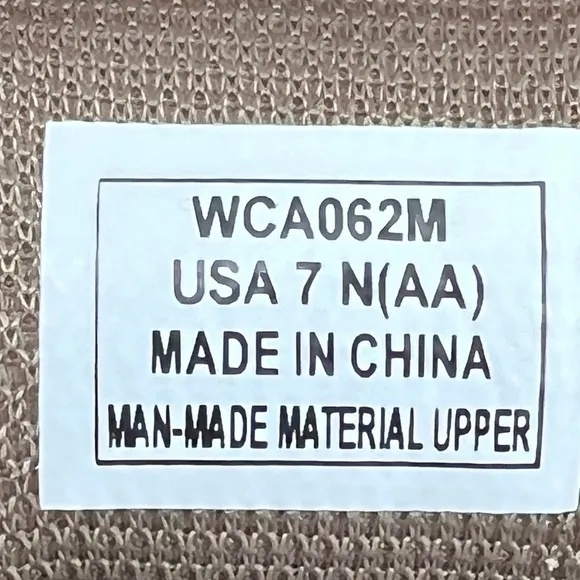 WCA062M
USA 7 N(AA)
MADE IN CHINA
MAN-MADE MATERIAL UPPER